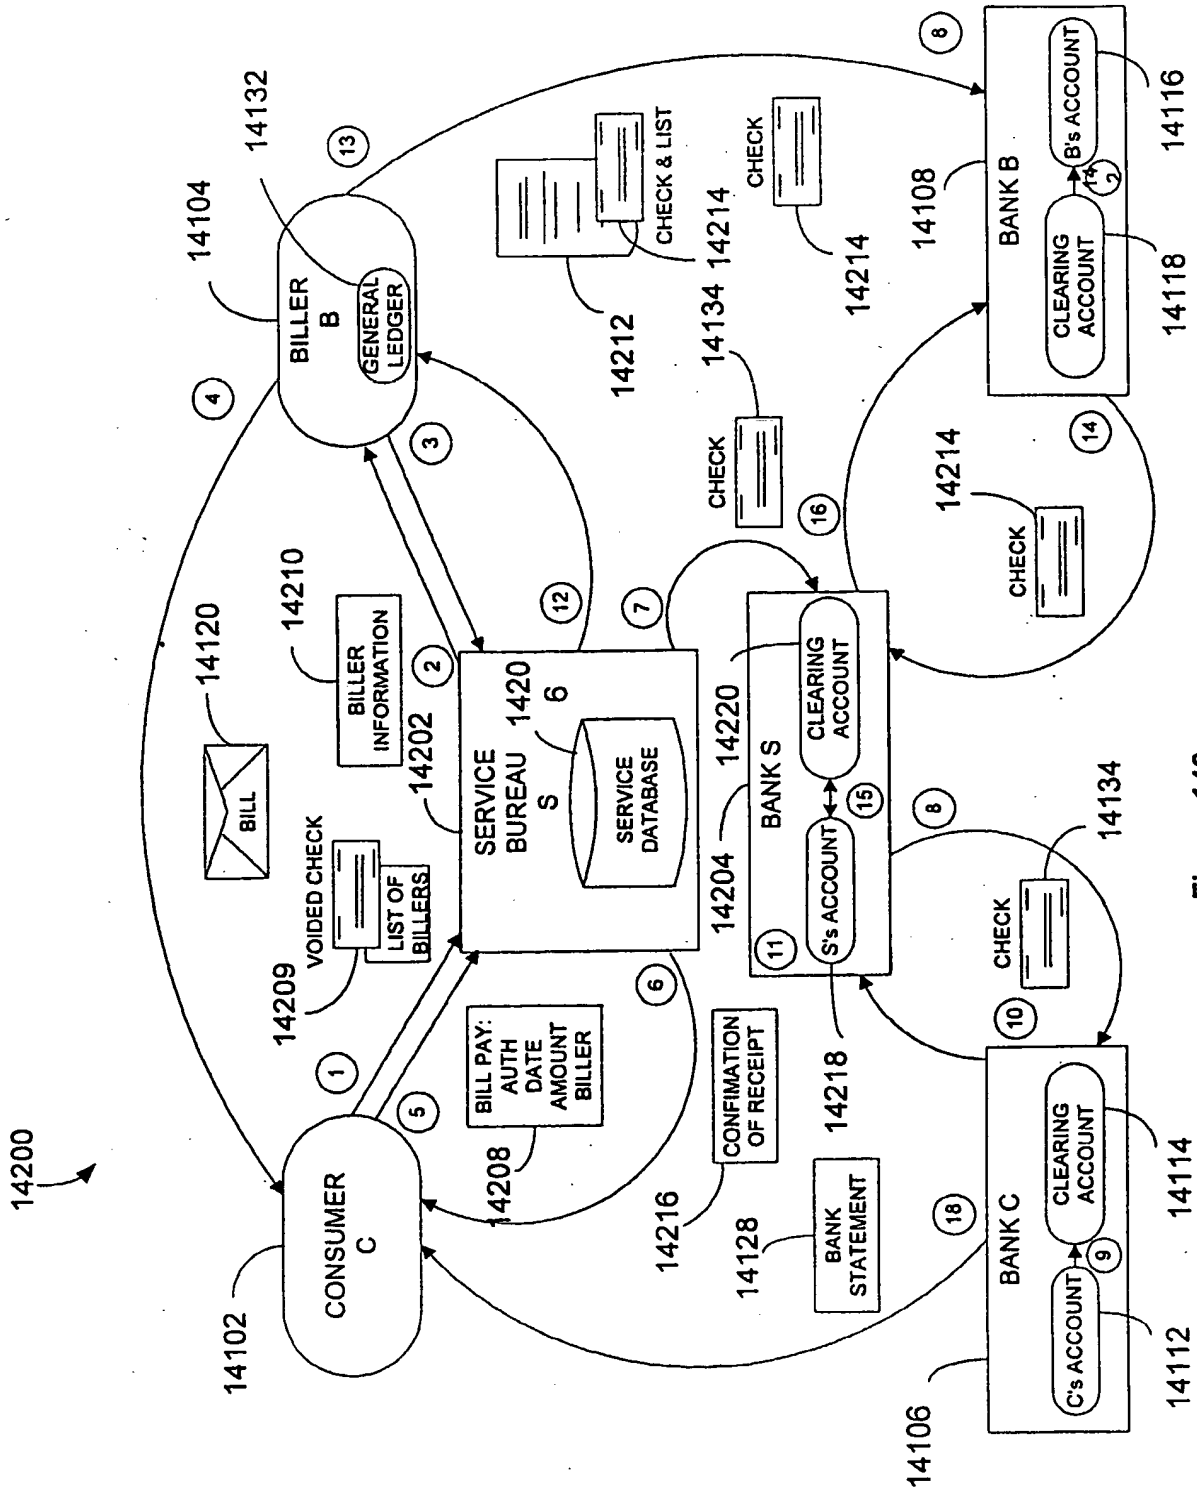 14200
14102
CONSUMER
C
1
5
4
14120
BILL
14104
BILLER
B
GENERAL
LEDGER
14132
13
3
VOIDED CHECK
LIST OF
BILLERS
14209
14210
BILLER
INFORMATION
2
14202
SERVICE
BUREAU
S
1420
6
SERVICE
DATABASE
12
7
6
BILL PAY:
AUTH
DATE
AMOUNT
BILLER
14208
CHECK & LIST
14212
14214
CHECK
14214
CHECK
14134
16
CONFIMATION
OF RECEIPT
14216
BANK
STATEMENT
14128
14204
BANK S
14220
11
S's ACCOUNT
15
CLEARING
ACCOUNT
14218
8
10
CHECK
14134
CHECK
14214
14
18
14106
BANK C
C's ACCOUNT
9
CLEARING
ACCOUNT
14112
14114
8
14108
BANK B
CLEARING
ACCOUNT
B's ACCOUNT
14118
14116